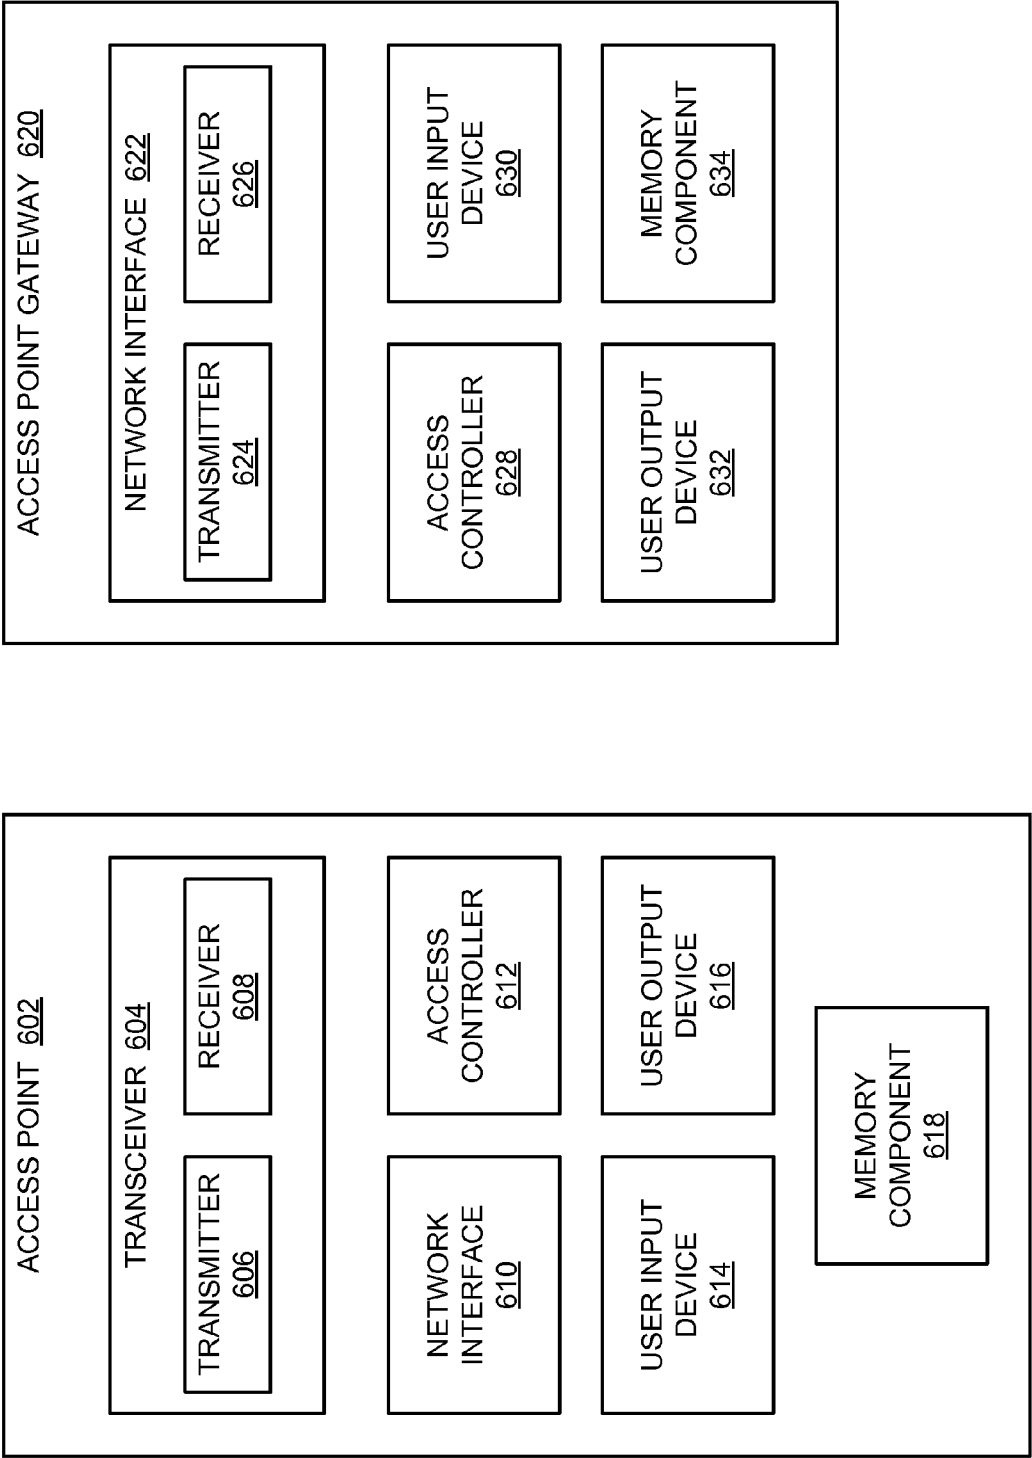 ACCESS POINT 602
TRANSCEIVER 604
TRANSMITTER
606
RECEIVER
608
NETWORK
INTERFACE
610
ACCESS
CONTROLLER
612
USER INPUT
DEVICE
614
USER OUTPUT
DEVICE
616
MEMORY
COMPONENT
618
ACCESS POINT GATEWAY 620
NETWORK INTERFACE 622
TRANSMITTER
624
RECEIVER
626
ACCESS
CONTROLLER
628
USER INPUT
DEVICE
630
USER OUTPUT
DEVICE
632
MEMORY
COMPONENT
634